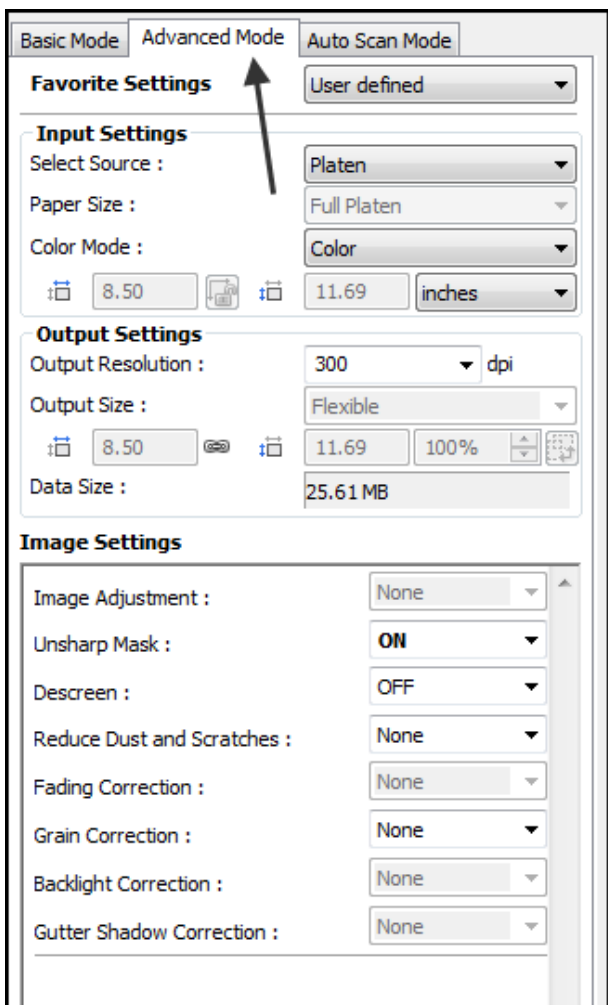 Basic Mode Advanced Mode Auto Scan Mode
Favorite Settings User defined
Input Settings
Select Source : Platen
Paper Size : Full Platen
Color Mode : Color
8.50 11.69 inches
Output Settings
Output Resolution : 300 dpi
Output Size : Flexible
8.50 11.69 100%
Data Size : 25.61 MB
Image Settings
Image Adjustment : None
Unsharp Mask : ON
Descreen : OFF
Reduce Dust and Scratches : None
Fading Correction : None
Grain Correction : None
Backlight Correction : None
Gutter Shadow Correction : None